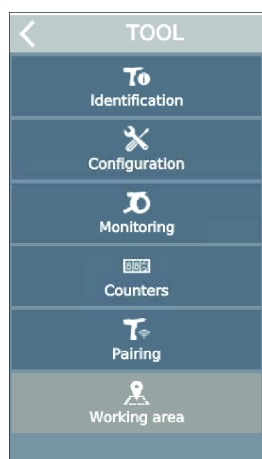 TOOL
Identification
Configuration
Monitoring
Counters
Pairing
Working area